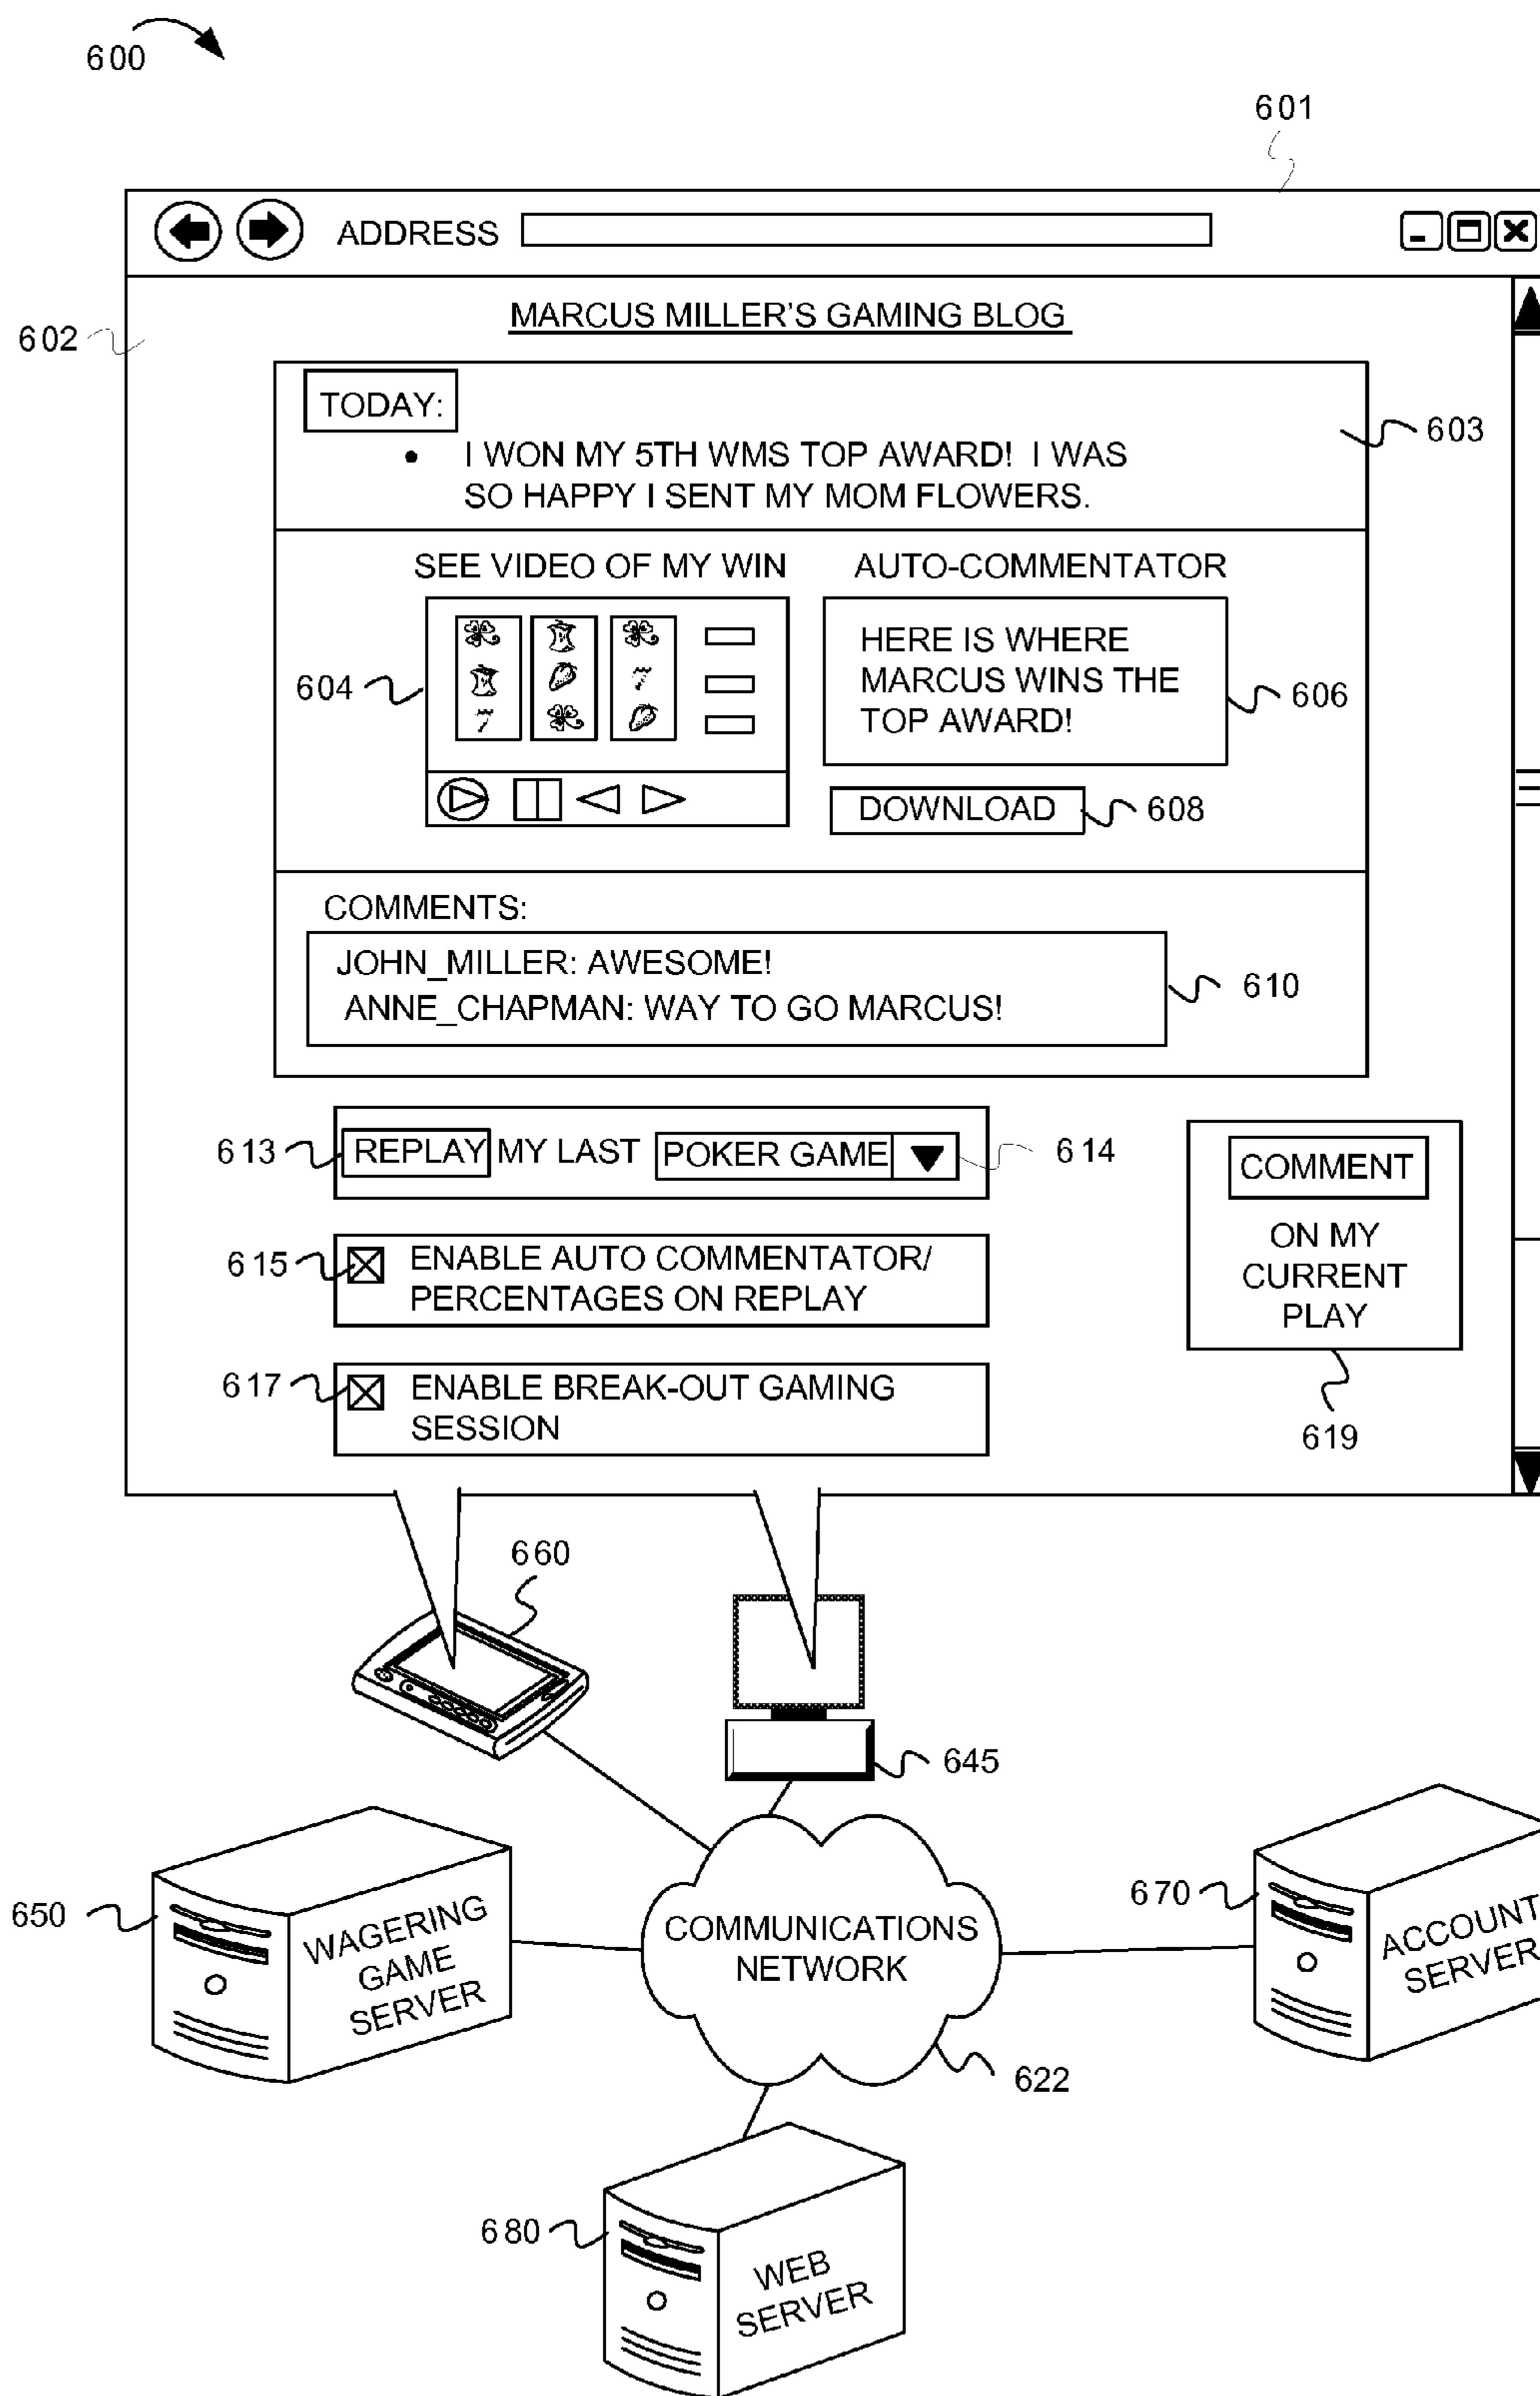 600
601
ADDRESS
602
MARCUS MILLER'S GAMING BLOG
TODAY:
603
• I WON MY 5TH WMS TOP AWARD! I WAS
SO HAPPY I SENT MY MOM FLOWERS.
SEE VIDEO OF MY WIN
AUTO-COMMENTATOR
7
7
604
HERE IS WHERE
MARCUS WINS THE
TOP AWARD!
606
DOWNLOAD
608
COMMENTS:
JOHN_MILLER: AWESOME!
ANNE_CHAPMAN: WAY TO GO MARCUS!
610
613
REPLAY MY LAST POKER GAME
614
615
ENABLE AUTO COMMENTATOR/
PERCENTAGES ON REPLAY
617
ENABLE BREAK-OUT GAMING
SESSION
COMMENT
ON MY
CURRENT
PLAY
619
660
645
650
WAGERING
GAME
SERVER
COMMUNICATIONS
NETWORK
622
670
ACCOUNT
SERVER
680
WEB
SERVER